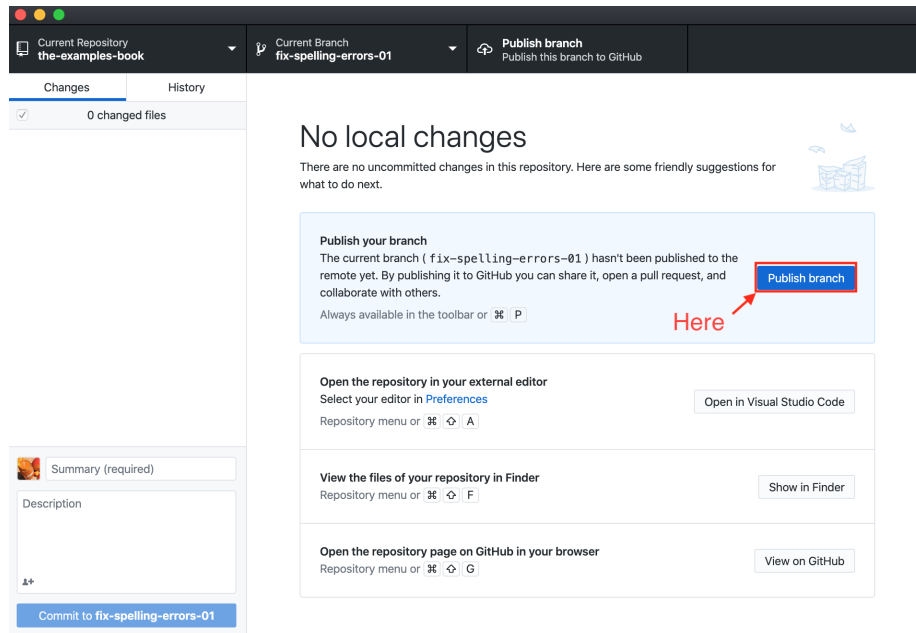 Current Repository
the-examples-book
Current Branch
fix-spelling-errors-01
Publish branch
Publish this branch to GitHub
Changes
History
0 changed files
No local changes
There are no uncommitted changes in this repository. Here are some friendly suggestions for
what to do next.
Publish your branch
The current branch ( fix-spelling-errors-01 ) hasn't been published to the
remote yet. By publishing it to GitHub you can share it, open a pull request, and
collaborate with others.
Always available in the toolbar or ⌘ P
Publish branch
Here
Open the repository in your external editor
Select your editor in Preferences
Repository menu or ⌘ ⇧ A
Open in Visual Studio Code
View the files of your repository in Finder
Repository menu or ⌘ ⇧ F
Show in Finder
Open the repository page on GitHub in your browser
Repository menu or ⌘ ⇧ G
View on GitHub
Summary (required)
Description
Commit to fix-spelling-errors-01